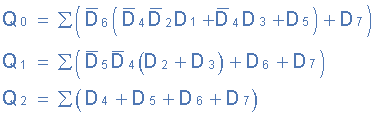 Q₀ = ∑( D̅₆( D̅₄D̅₂D₁ +D̅₄D₃ +D₅ ) + D₇ )
Q₁ = ∑( D̅₅D̅₄(D₂ + D₃) + D₆ + D₇ )
Q₂ = ∑( D₄ + D₅ + D₆ + D₇)